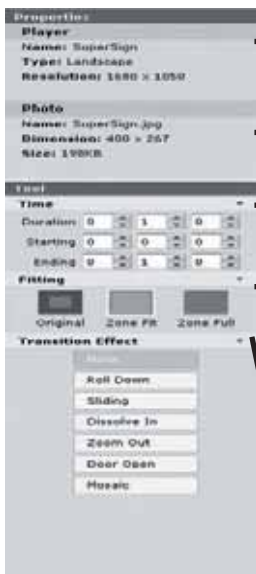 Properties
Player
Name: SuperSign
Type: Landscape
Resolution: 1680 x 1050
Photo
Name: SuperSign.jpg
Dimension: 400 x 267
Size: 198KB
Tool
Time
Duration 0 1 0
Starting 0 0 0
Ending 0 1 0
Fitting
Original Zone Fit Zone Full
Transition Effect
None
Roll Down
Sliding
Dissolve In
Zoom Out
Door Open
Mosaic